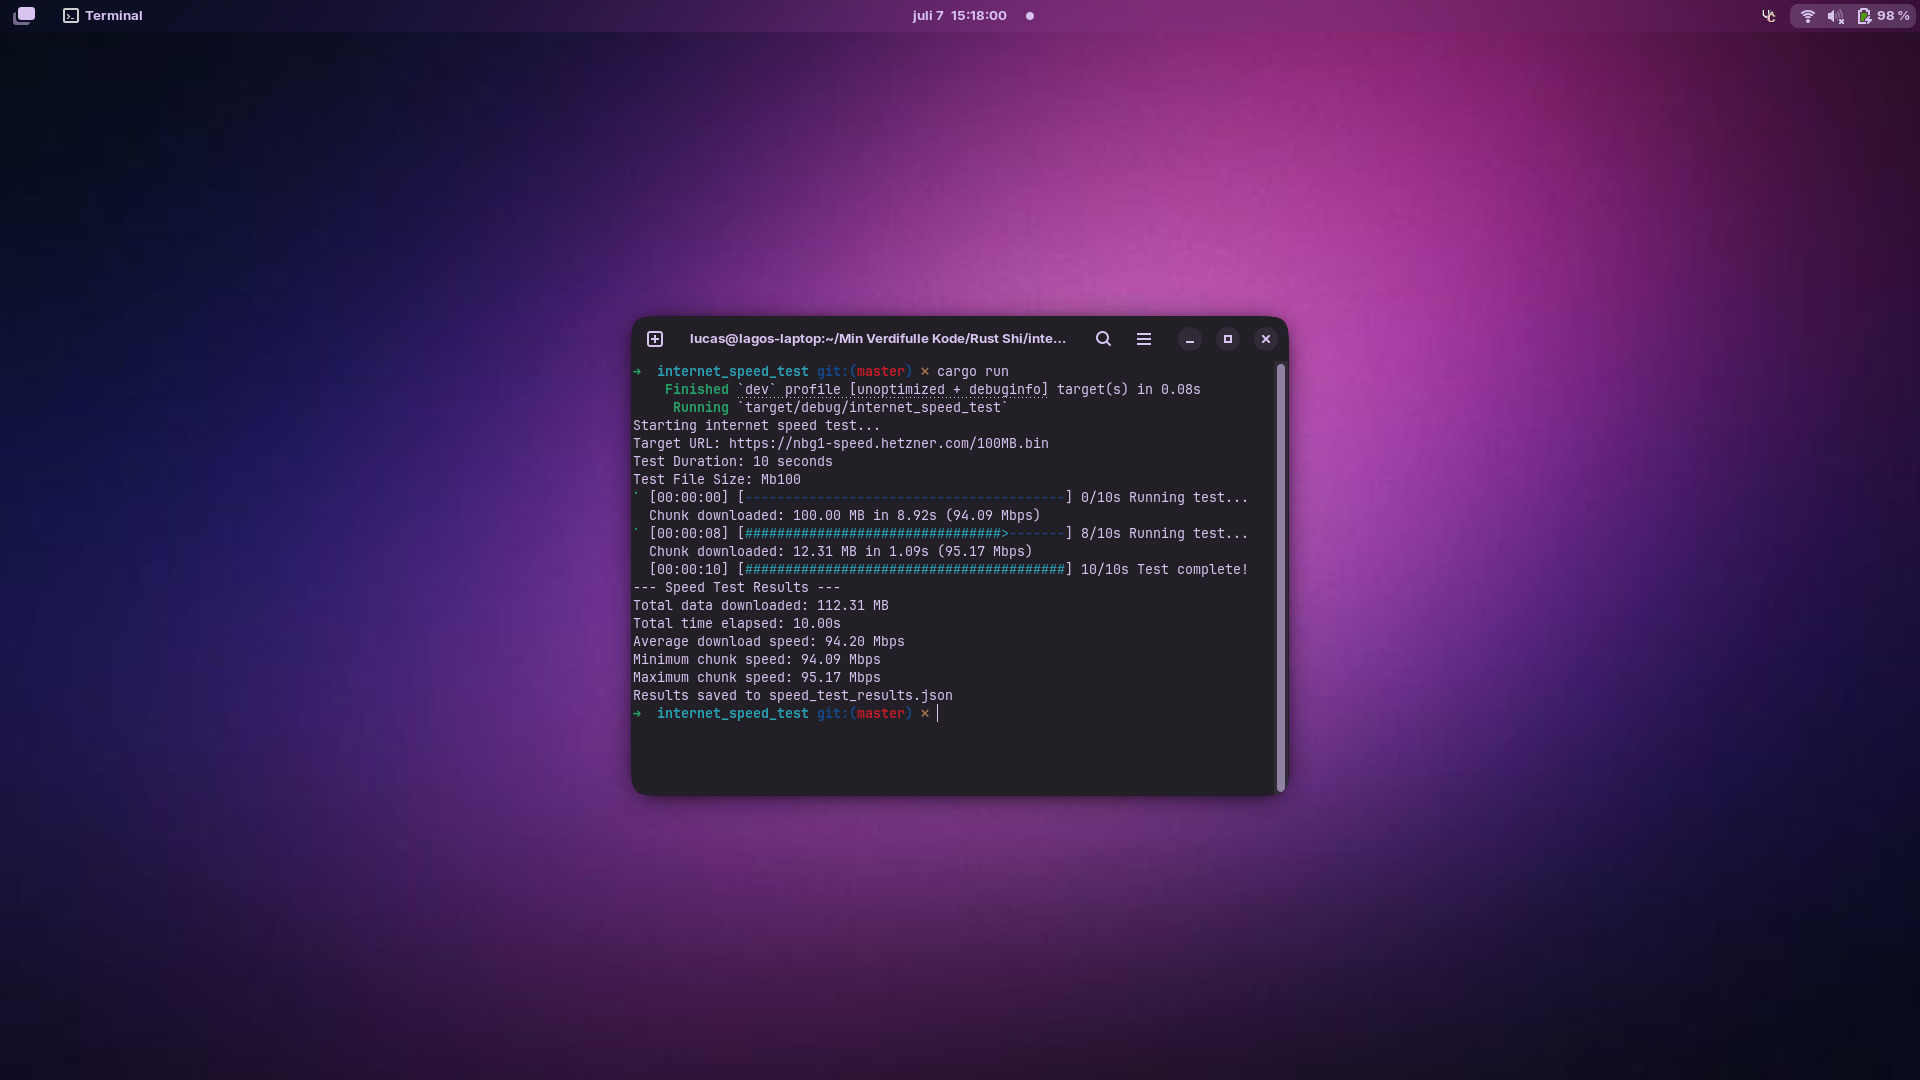 Terminal
juli 7 15:18:00
98 %
lucas@lagos-laptop:~/Min Verdifulle Kode/Rust Shi/inte...
➜ internet_speed_test git:(master) × cargo run
Finished `dev` profile [unoptimized + debuginfo] target(s) in 0.08s
Running `target/debug/internet_speed_test`
Starting internet speed test...
Target URL: https://nbg1-speed.hetzner.com/100MB.bin
Test Duration: 10 seconds
Test File Size: Mb100
[00:00:00] [----------------------------------------] 0/10s Running test...
Chunk downloaded: 100.00 MB in 8.92s (94.09 Mbps)
[00:00:08] [################################>-------] 8/10s Running test...
Chunk downloaded: 12.31 MB in 1.09s (95.17 Mbps)
[00:00:10] [########################################] 10/10s Test complete!
--- Speed Test Results ---
Total data downloaded: 112.31 MB
Total time elapsed: 10.00s
Average download speed: 94.20 Mbps
Minimum chunk speed: 94.09 Mbps
Maximum chunk speed: 95.17 Mbps
Results saved to speed_test_results.json
➜ internet_speed_test git:(master) ×